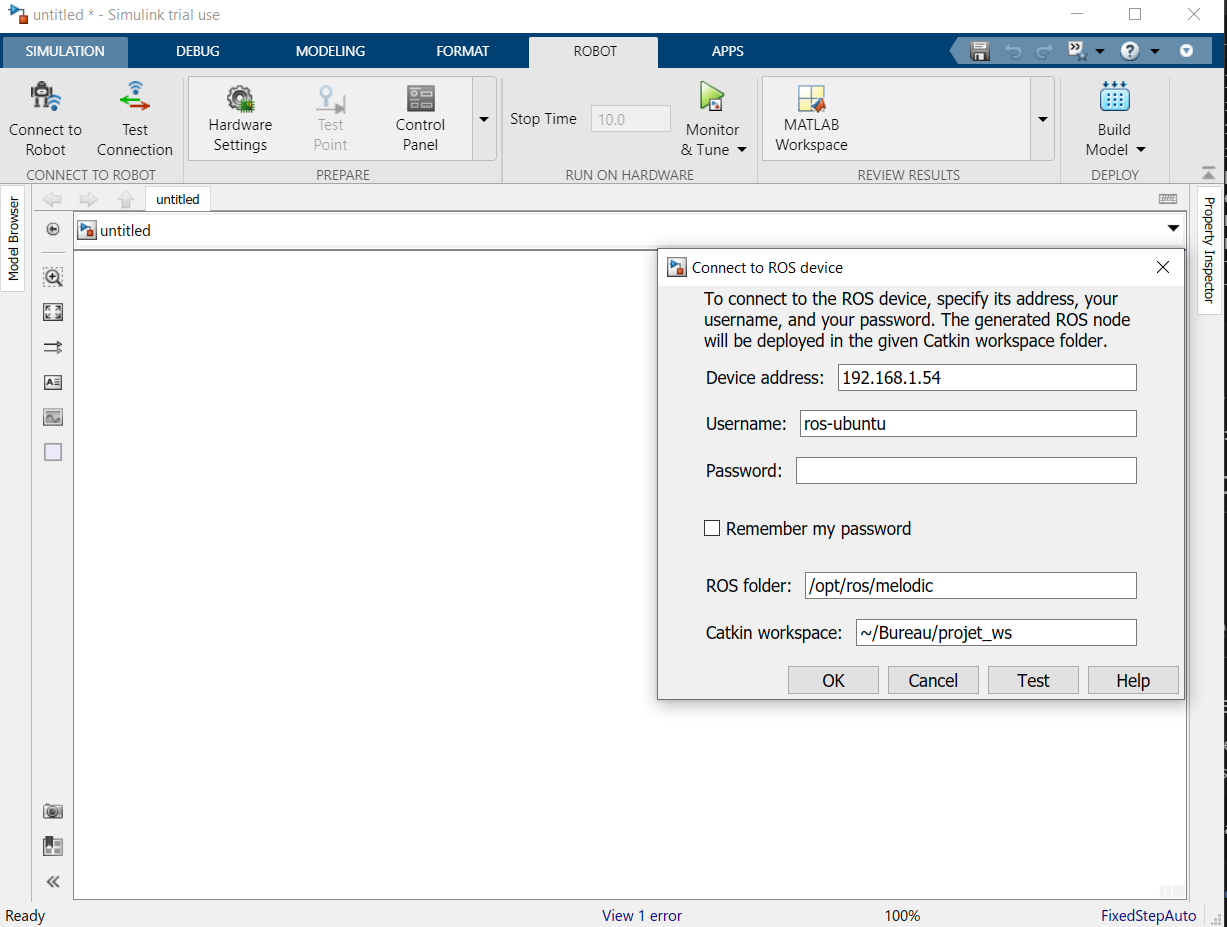 untitled * - Simulink trial use
SIMULATION DEBUG MODELING FORMAT ROBOT APPS
Connect to
Robot
Test
Connection
CONNECT TO ROBOT
Hardware
Settings
Test
Point
Control
Panel
PREPARE
Stop Time 10.0
Monitor
& Tune
RUN ON HARDWARE
MATLAB
Workspace
REVIEW RESULTS
Build
Model
DEPLOY
Model Browser
untitled
untitled
Property Inspector
Connect to ROS device
To connect to the ROS device, specify its address, your
username, and your password. The generated ROS node
will be deployed in the given Catkin workspace folder.
Device address: 192.168.1.54
Username: ros-ubuntu
Password:
Remember my password
ROS folder: /opt/ros/melodic
Catkin workspace: ~/Bureau/projet_ws
OK Cancel Test Help
Ready View 1 error 100% FixedStepAuto